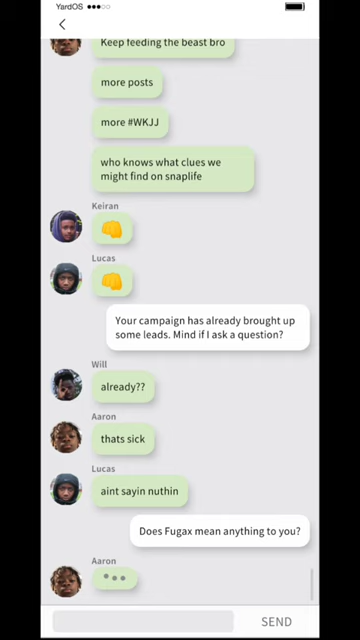 YardOS
Keep feeding the beast bro
more posts
more #WKJJ
who knows what clues we
might find on snaplife
Keiran
Lucas
Your campaign has already brought up
some leads. Mind if I ask a question?
Will
already??
Aaron
thats sick
Lucas
aint sayin nuthin
Does Fugax mean anything to you?
Aaron
SEND